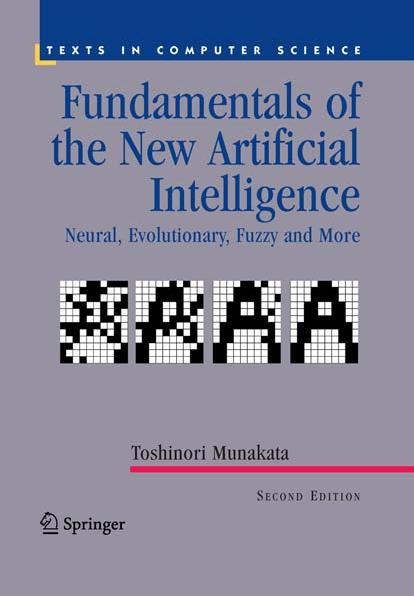 TEXTS IN COMPUTER SCIENCE
Fundamentals of
the New Artificial
Intelligence
Neural, Evolutionary, Fuzzy and More
Toshinori Munakata
SECOND EDITION
Springer